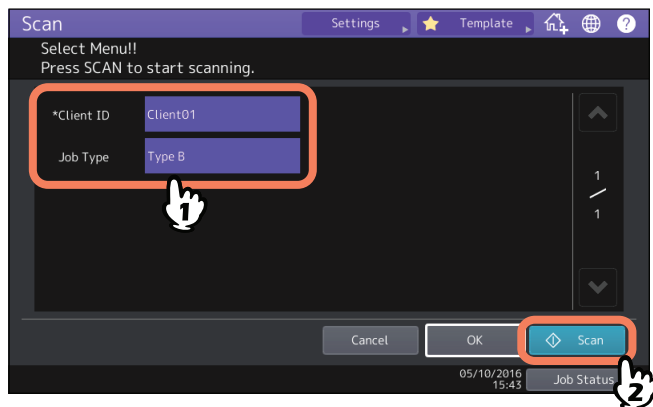 Scan
Settings
Template
?
Select Menu!!
Press SCAN to start scanning.
*Client ID
Client01
Job Type
Type B
1
1
1
Cancel
OK
Scan
05/10/2016
15:43
Job Status
2